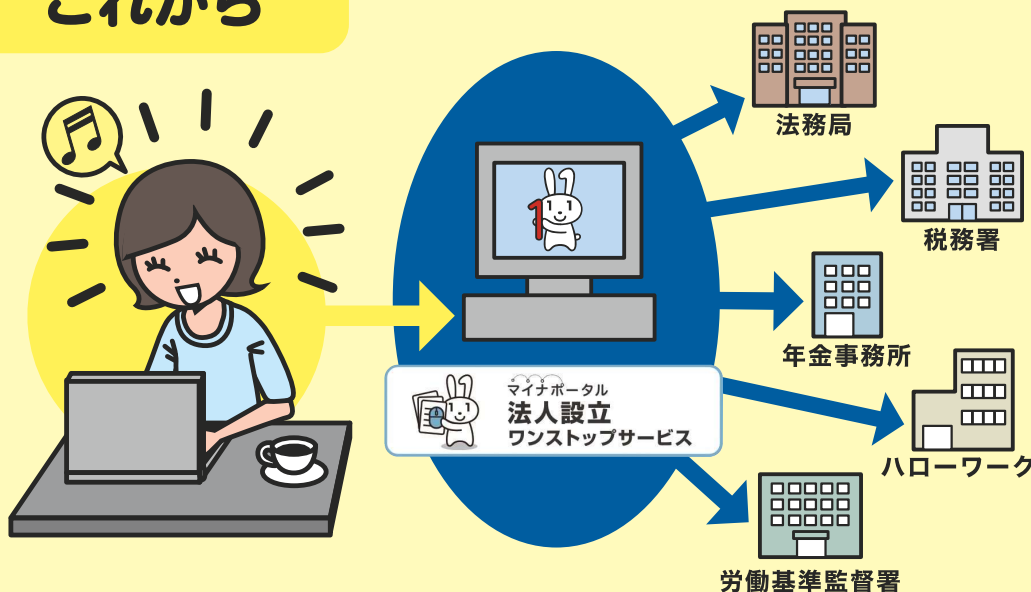 これから
法務局
税務署
年金事務所
マイナポータル
法人設立
ワンストップサービス
ハローワーク
労働基準監督署